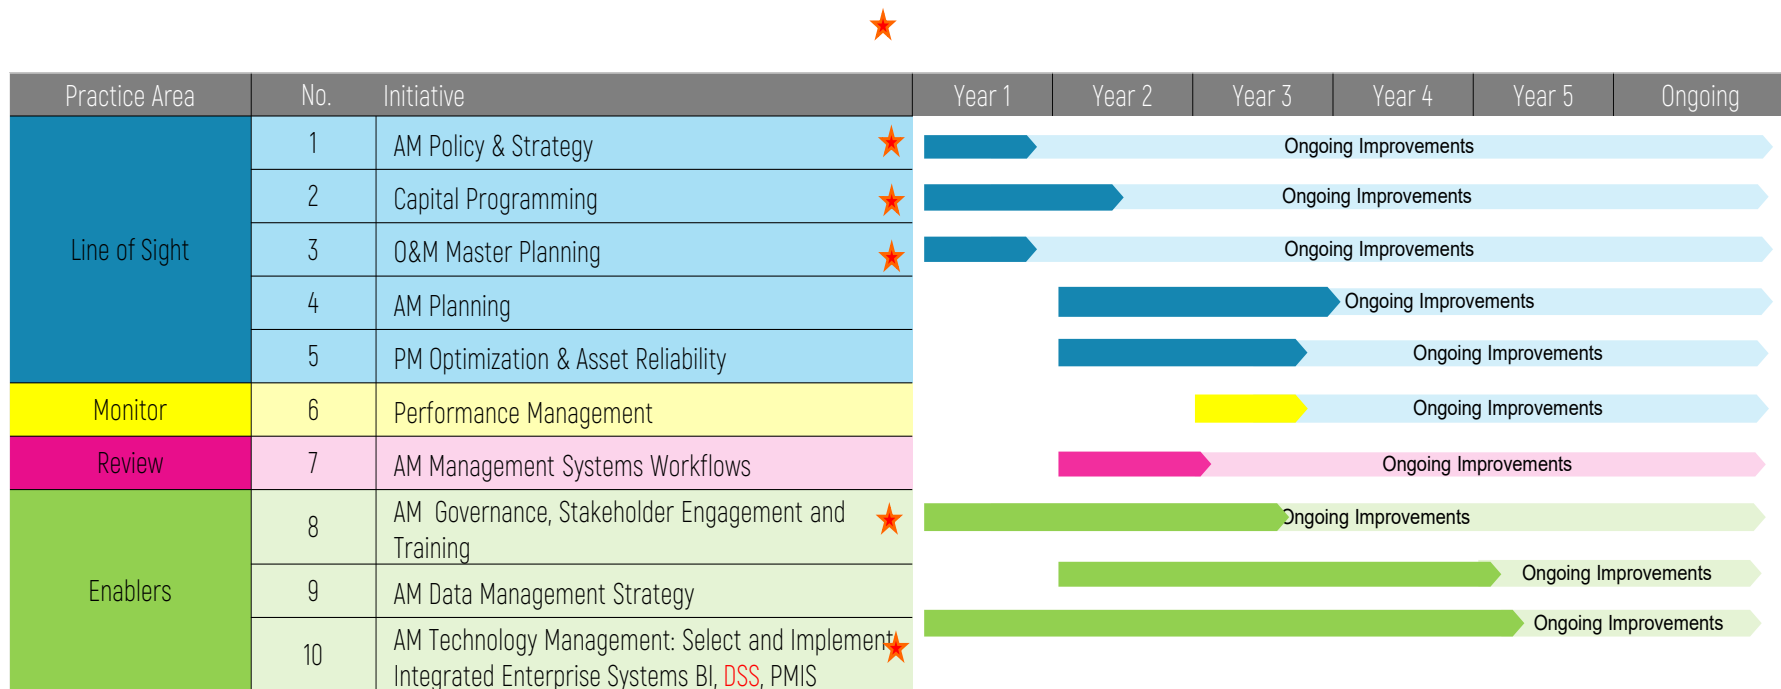 Practice Area No. Initiative Year 1 Year 2 Year 3 Year 4 Year 5 Ongoing
Line of Sight
1 AM Policy & Strategy Ongoing Improvements
2 Capital Programming Ongoing Improvements
3 O&M Master Planning Ongoing Improvements
4 AM Planning Ongoing Improvements
5 PM Optimization & Asset Reliability Ongoing Improvements
Monitor 6 Performance Management Ongoing Improvements
Review 7 AM Management Systems Workflows Ongoing Improvements
Enablers
8 AM Governance, Stakeholder Engagement and
Training Ongoing Improvements
9 AM Data Management Strategy Ongoing Improvements
10 AM Technology Management: Select and Implement
Integrated Enterprise Systems BI, DSS, PMIS Ongoing Improvements